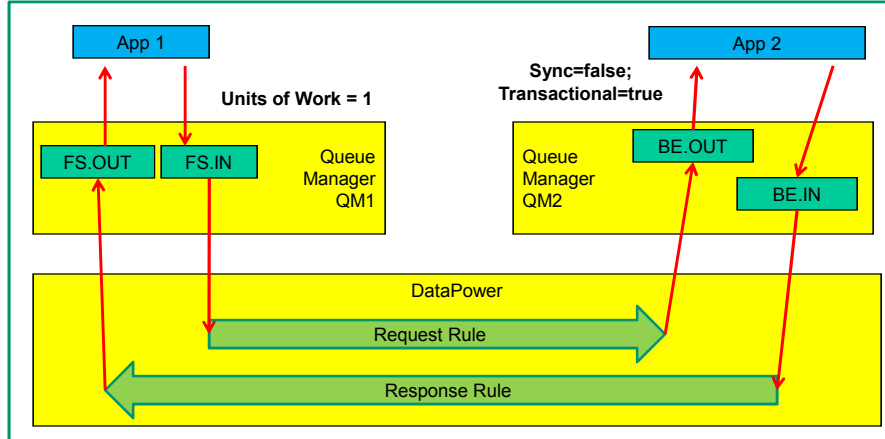 App 1
App 2
Sync=false;
Transactional=true
Units of Work = 1
FS.OUT
FS.IN
Queue
Manager
QM1
Queue
Manager
QM2
BE.OUT
BE.IN
DataPower
Request Rule
Response Rule